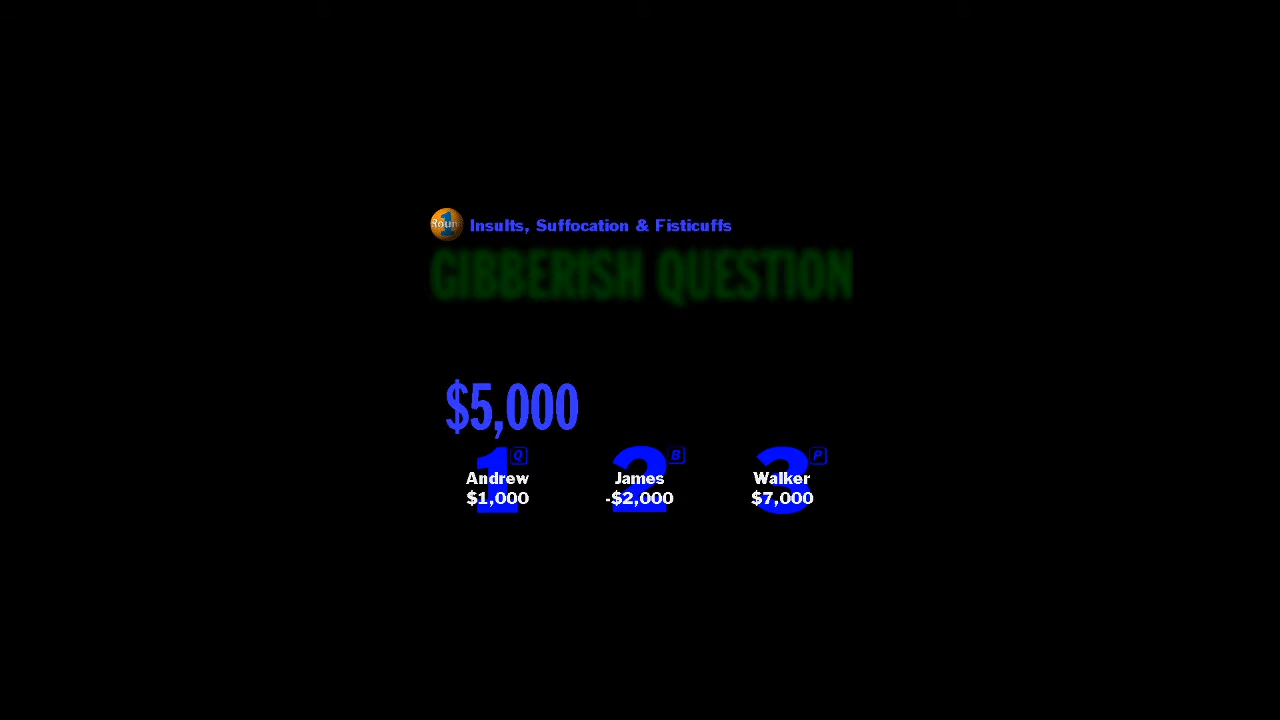 Round 1 Insults, Suffocation & Fisticuffs
GIBBERISH QUESTION
$5,000
1 Q 2 B 3 P
Andrew James Walker
$1,000 -$2,000 $7,000